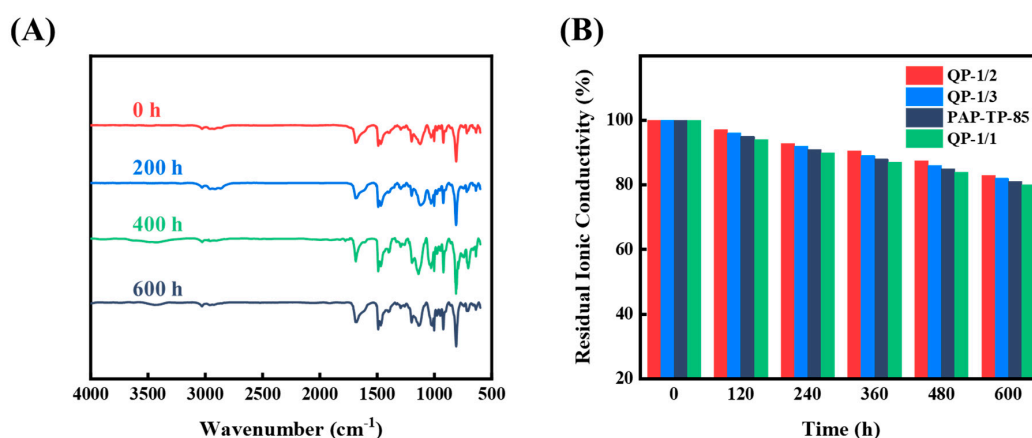 (A)
0 h
200 h
400 h
600 h
4000 3500 3000 2500 2000 1500 1000 500
Wavenumber (cm-1)
(B)
Residual Ionic Conductivity (%)
QP-1/2
QP-1/3
PAP-TP-85
QP-1/1
100
80
60
40
20
0 120 240 360 480 600
Time (h)